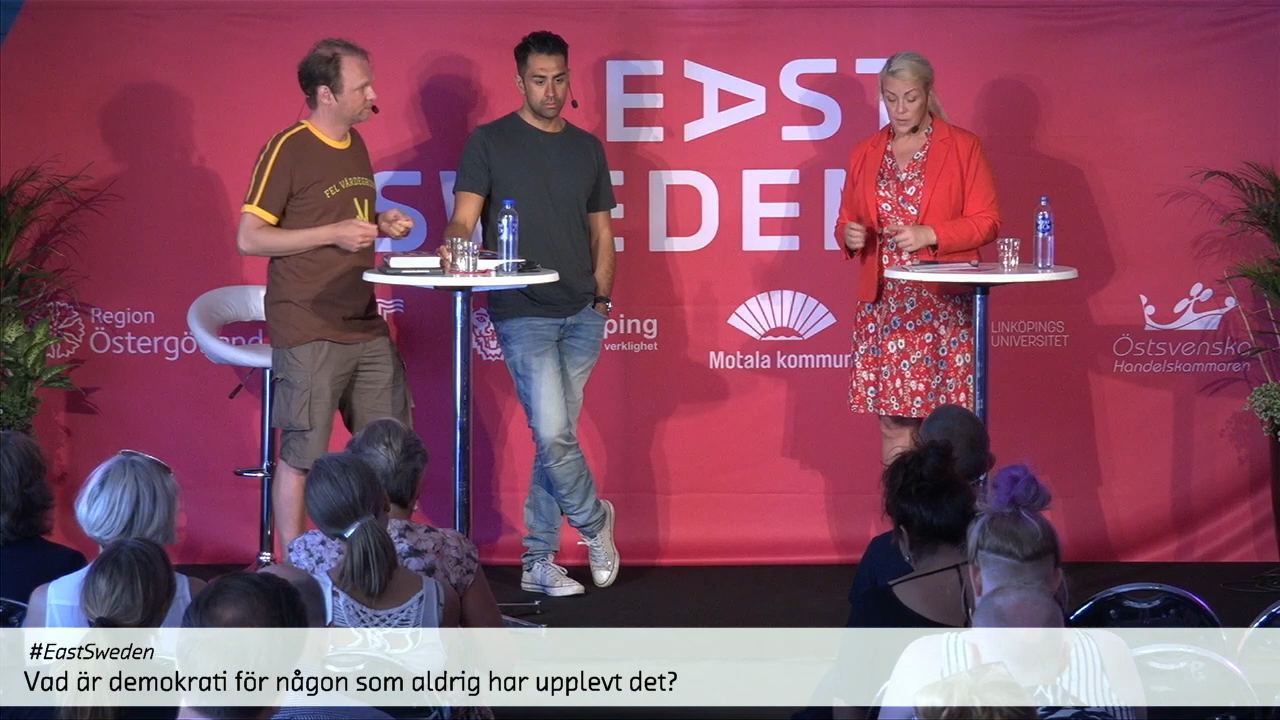 EAST
SWEDEN
FEL VÄRDEGRUND
Region
Östergötland
ping
verklighet
Motala kommun
LINKÖPINGS
UNIVERSITET
Östsvenska
Handelskammaren
#EastSweden
Vad är demokrati för någon som aldrig har upplevt det?